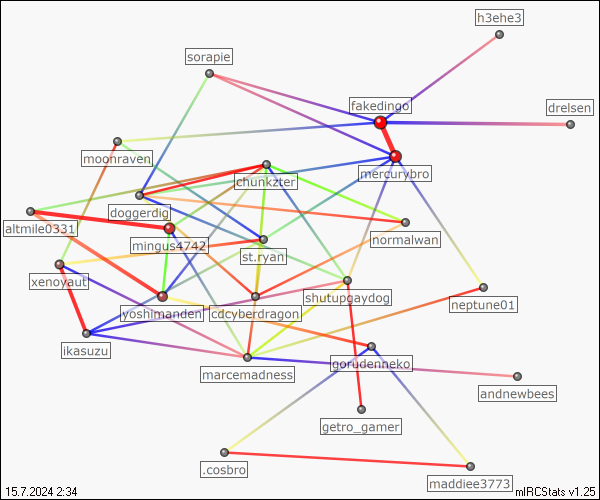 h3ehe3
sorapie
fakedingo
drelsen
moonraven
mercurybro
chunkzter
doggerdig
altmile0331
normalwan
mingus4742
st.ryan
xenoyaut
shutupgaydog
neptune01
yoshimanden
cdcyberdragon
ikasuzu
gorudenneko
marcemadness
andnewbees
getro_gamer
.cosbro
maddiee3773
15.7.2024 2:34
mIRCStats v1.25